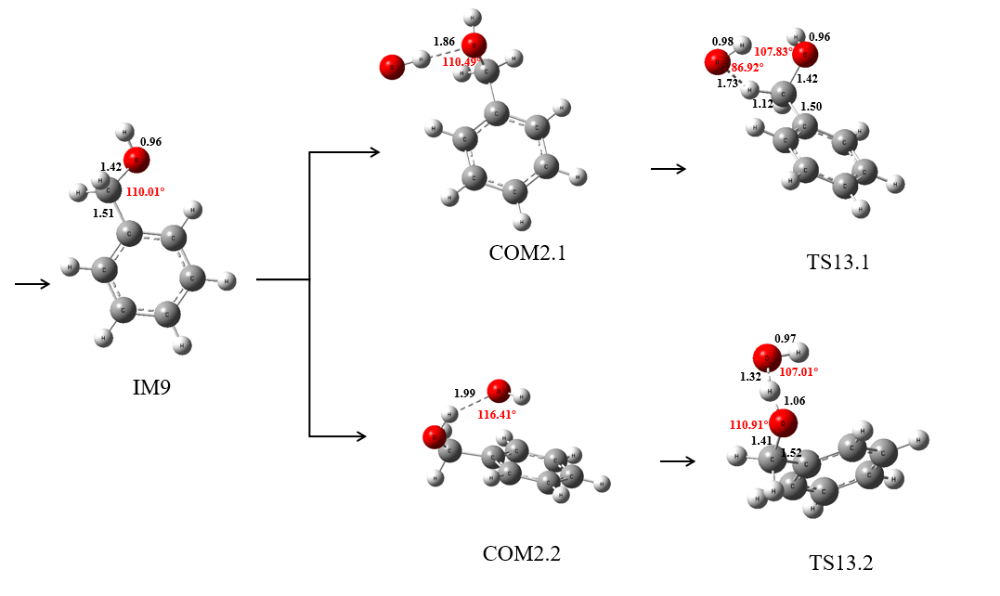 H
0.96
O
1.42
H
H
C
110.01°
1.51
C
H
C
H
C
C
H
C
C
H
H
IM9
H
1.86
O
O
H
110.49°
H
H
C
C
H
H
C
C
C
C
H
H
C
H
COM2.1
0.98
H
H
0.96
O
107.83°
O
86.92°
1.73
1.42
H
C
1.12
1.50
H
C
H
C
C
H
C
C
H
C
H
TS13.1
1.99
O
H
H
116.41°
O
C
H
H
C
C
C
H
H
C
C
C
H
H
COM2.2
0.97
O
H
107.01°
1.32
H
1.06
110.91°
O
1.41
1.52
H
C
C
H
C
C
H
C
C
C
H
H
H
H
TS13.2